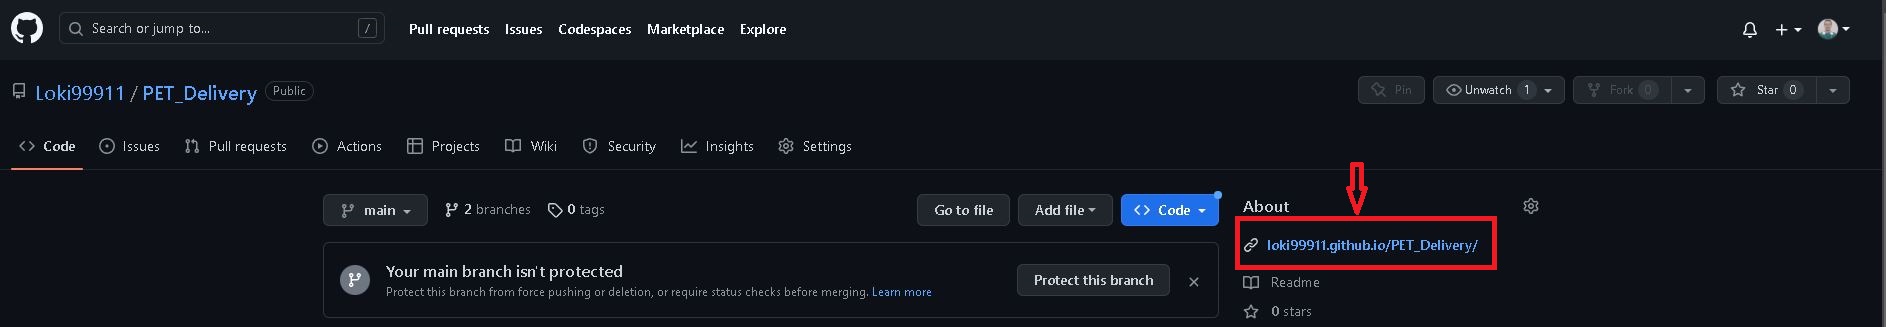 Search or jump to... /
Pull requests Issues Codespaces Marketplace Explore
Loki99911 / PET_Delivery Public
Pin Unwatch 1 Fork 0 Star 0
Code Issues Pull requests Actions Projects Wiki Security Insights Settings
main 2 branches 0 tags Go to file Add file Code
Your main branch isn't protected
Protect this branch from force pushing or deletion, or require status checks before merging. Learn more
Protect this branch
About
loki99911.github.io/PET_Delivery/
Readme
0 stars